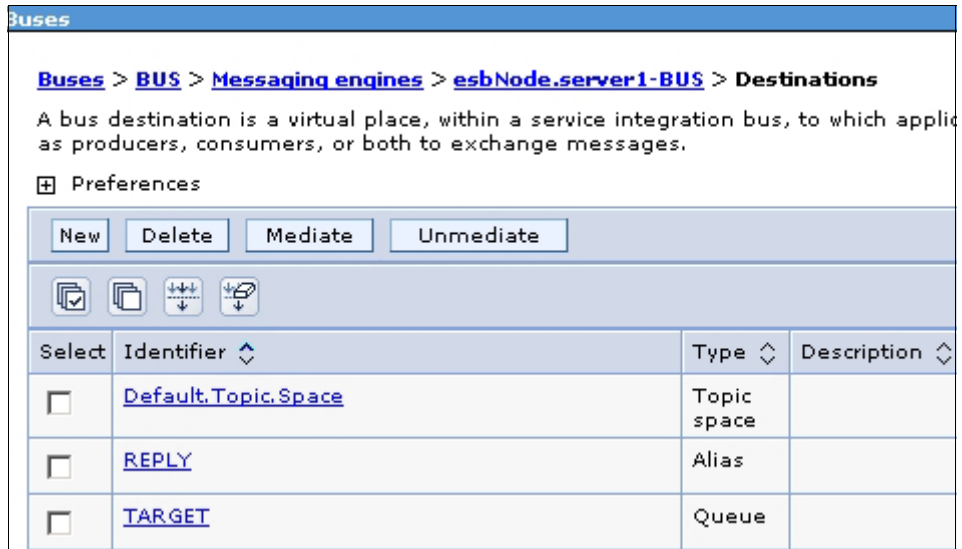 Buses
Buses > BUS > Messaging engines > esbNode.server1-BUS > Destinations
A bus destination is a virtual place, within a service integration bus, to which applic
as producers, consumers, or both to exchange messages.
Preferences
New Delete Mediate Unmediate
Select Identifier Type Description
Default.Topic.Space Topic space
REPLY Alias
TARGET Queue